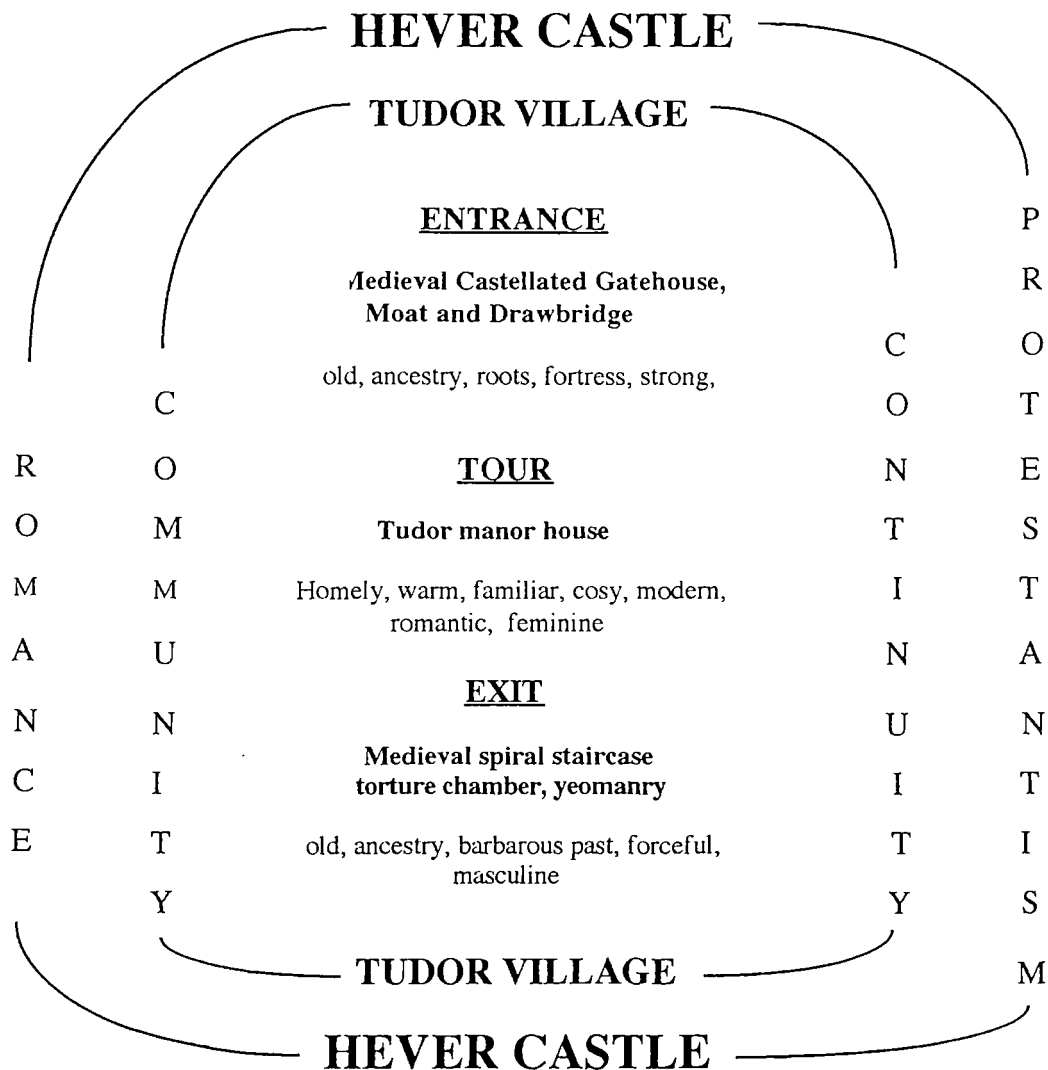 HEVER CASTLE
TUDOR VILLAGE
ROMANCE
COMMUNITY
ENTRANCE
Medieval Castellated Gatehouse,
Moat and Drawbridge
old, ancestry, roots, fortress, strong,
TOUR
Tudor manor house
Homely, warm, familiar, cosy, modern,
romantic, feminine
EXIT
Medieval spiral staircase
torture chamber, yeomanry
old, ancestry, barbarous past, forceful,
masculine
CONTINUITY
PROTESTANTISM
TUDOR VILLAGE
HEVER CASTLE